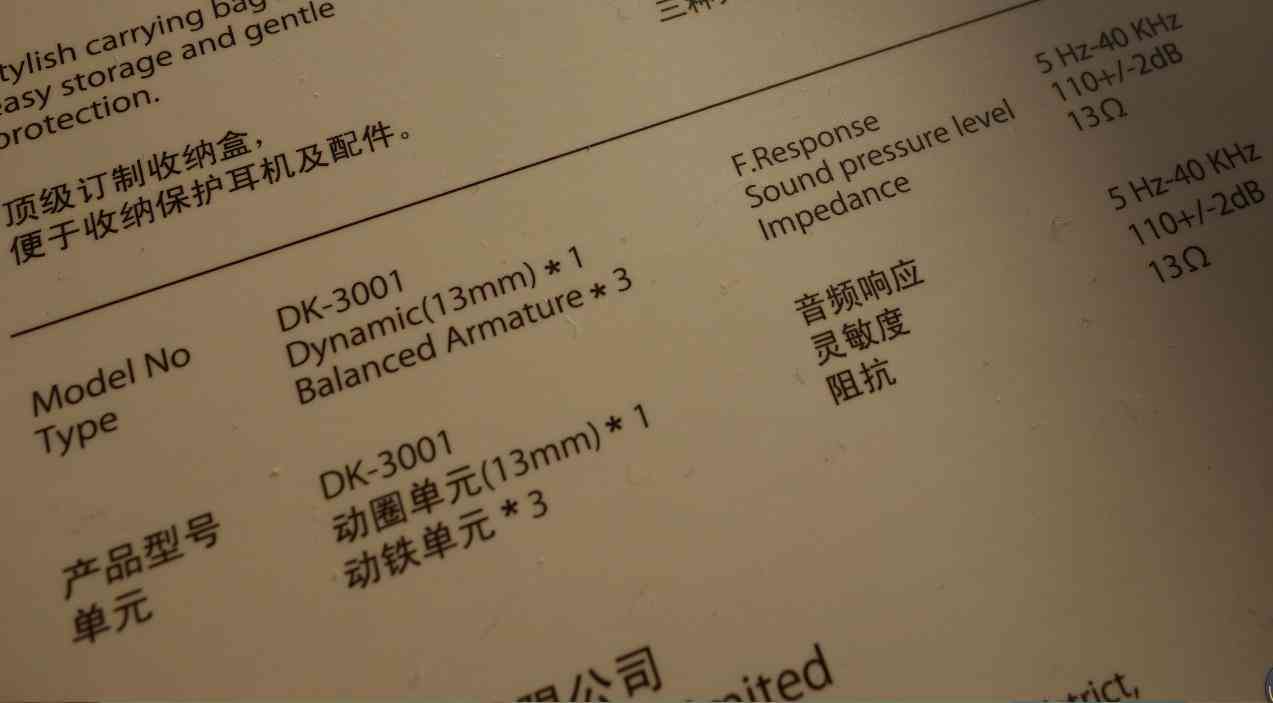 carrying bag
storage and gentle
protection.
顶级订制收纳盒，
便于收纳保护耳机及配件。
Model No
Type
DK-3001
Dynamic(13mm) * 1
Balanced Armature * 3
F.Response
Sound pressure level
Impedance
5 Hz-40 KHz
110+/-2dB
13Ω
产品型号
单元
DK-3001
动圈单元(13mm) * 1
动铁单元 * 3
音频响应
灵敏度
阻抗
5 Hz-40 KHz
110+/-2dB
13Ω
公司